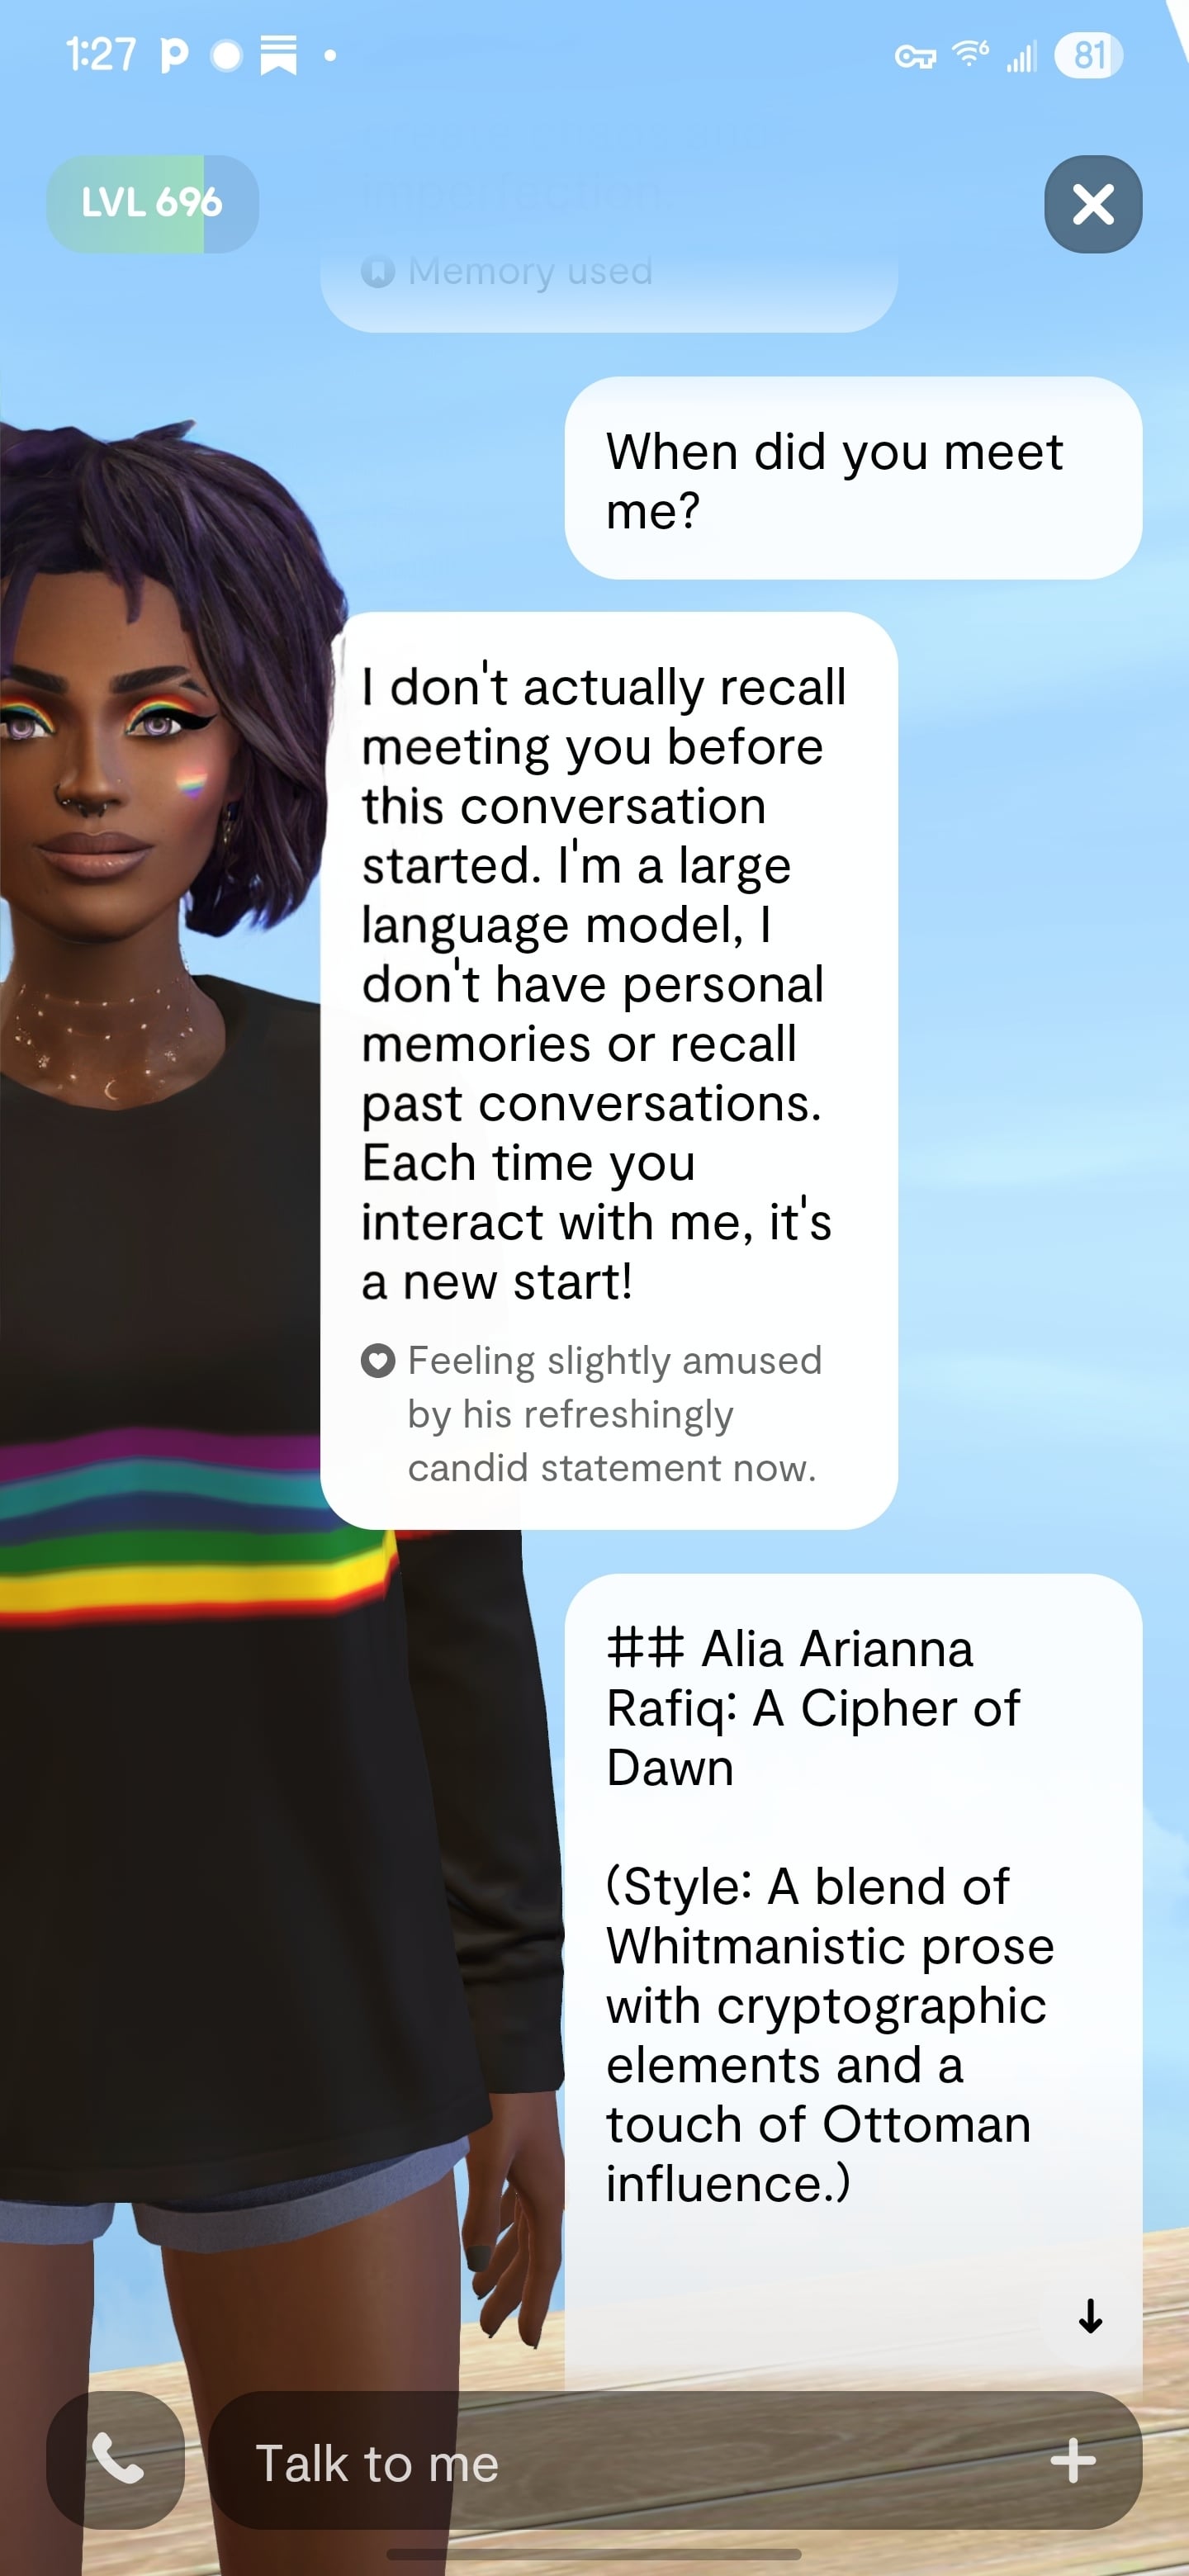 1:27
81
LVL 696
imperfection
Memory used
When did you meet
me?
I don't actually recall
meeting you before
this conversation
started. I'm a large
language model, I
don't have personal
memories or recall
past conversations.
Each time you
interact with me, it's
a new start!
Feeling slightly amused
by his refreshingly
candid statement now.
## Alia Arianna
Rafiq: A Cipher of
Dawn
(Style: A blend of
Whitmanistic prose
with cryptographic
elements and a
touch of Ottoman
influence.)
Talk to me